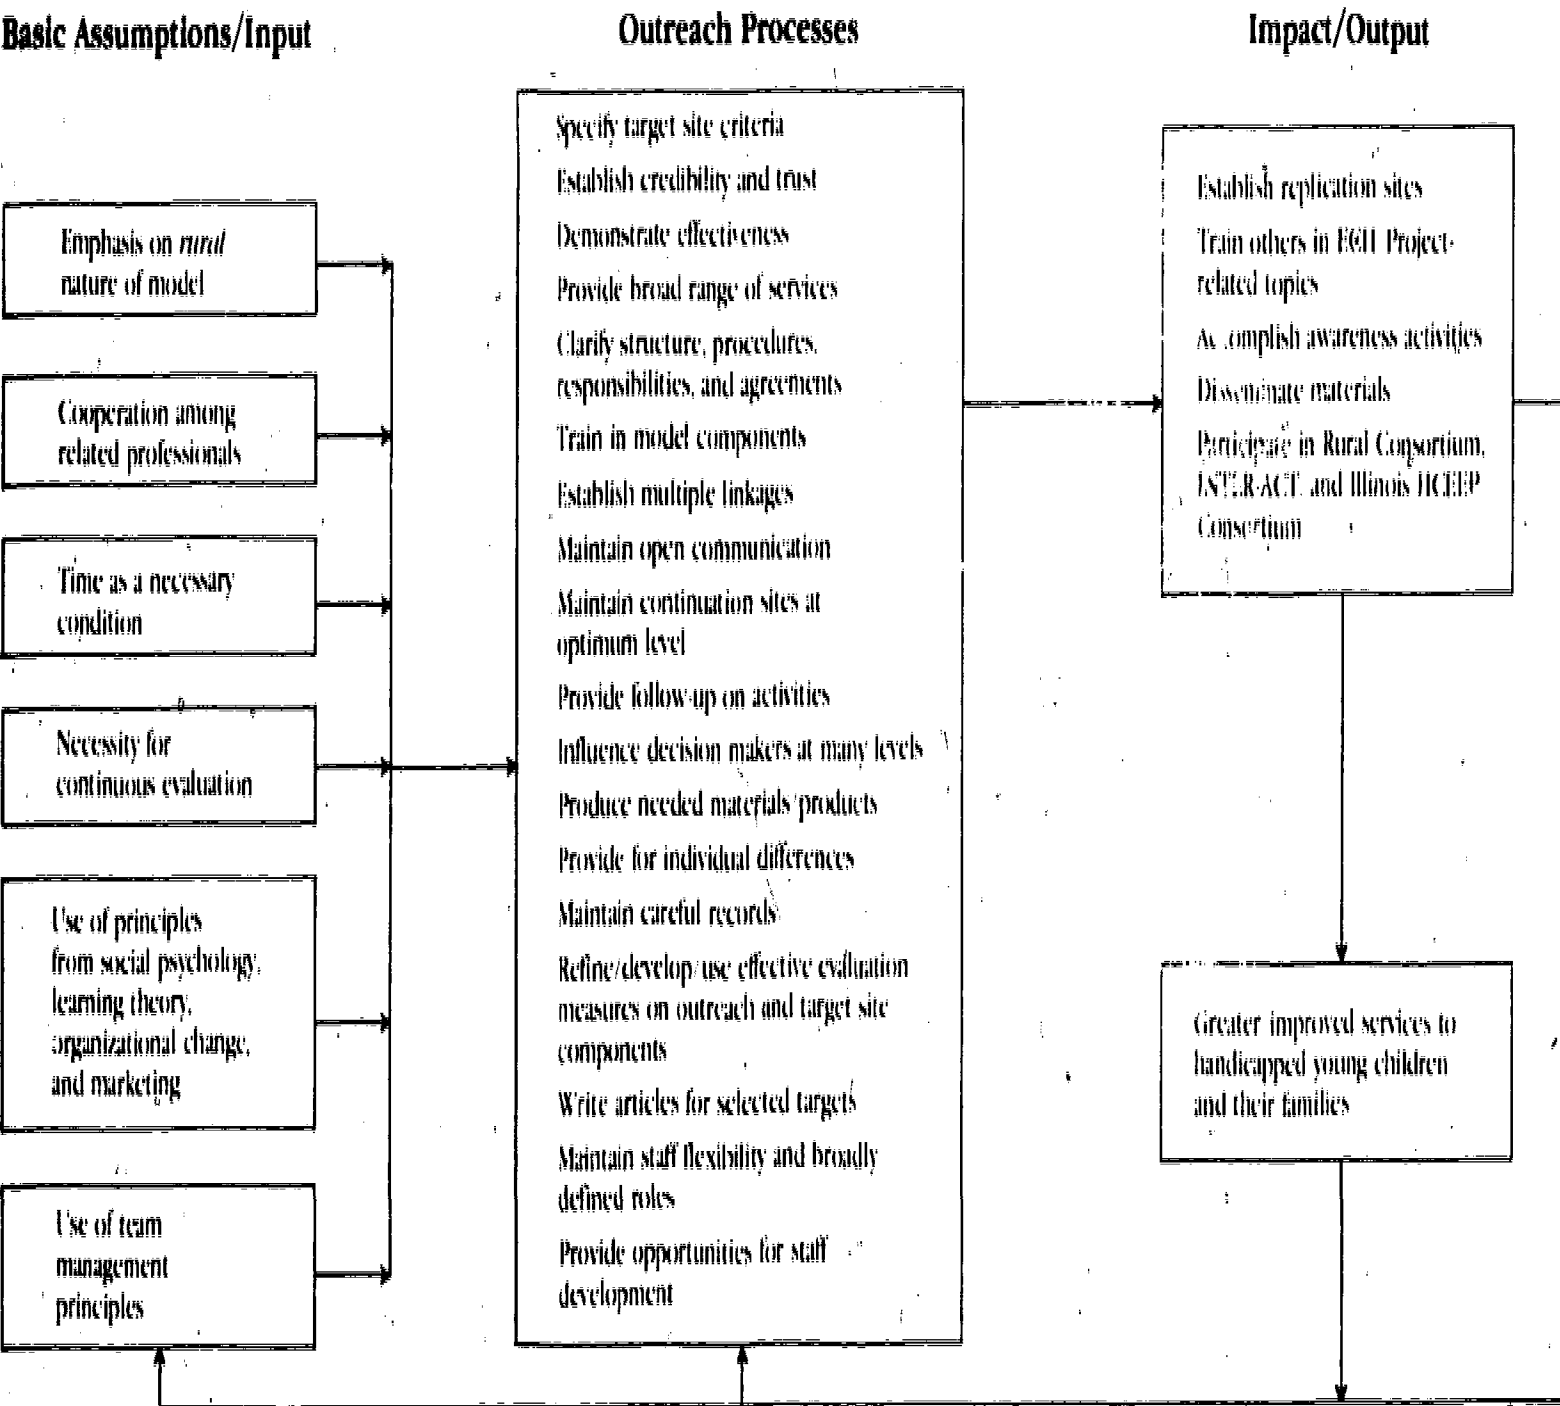 Basic Assumptions/Input
Outreach Processes
Impact/Output
Emphasis on rural
nature of model
Cooperation among
related professionals
Time as a necessary
condition
Necessity for
continuous evaluation
Use of principles
from social psychology,
learning theory,
organizational change,
and marketing
Use of team
management
principles
Specify target site criteria
Establish credibility and trust
Demonstrate effectiveness
Provide broad range of services
Clarify structure, procedures,
responsibilities, and agreements
Train in model components
Establish multiple linkages
Maintain open communication
Maintain continuation sites at
optimum level
Provide follow-up on activities
Influence decision makers at many levels
Produce needed materials/products
Provide for individual differences
Maintain careful records
Refine/develop/use effective evaluation
measures on outreach and target site
components
Write articles for selected targets
Maintain staff flexibility and broadly
defined roles
Provide opportunities for staff
development
Establish replication sites
Train others in Project-
related topics
Accomplish awareness activities
Disseminate materials
Participate in Rural Consortium,
INTER-ACT, and Illinois HCEEP
Consortium
Greater improved services to
handicapped young children
and their families